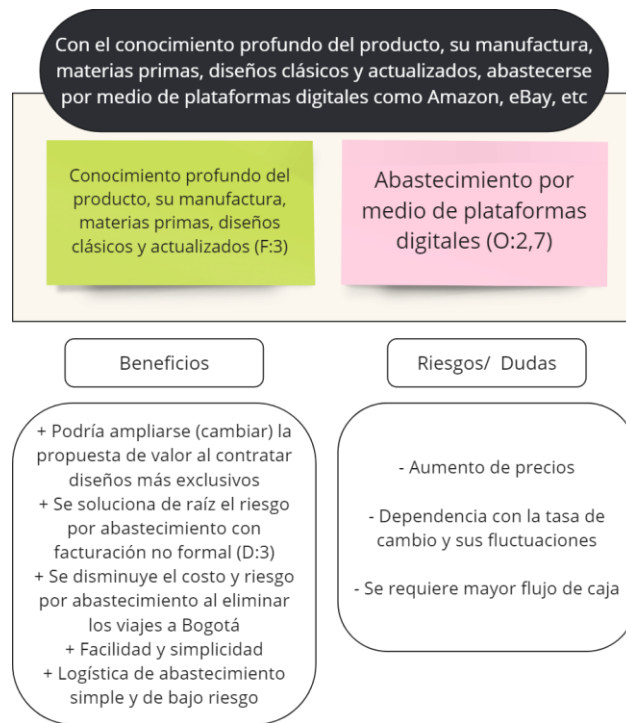 Con el conocimiento profundo del producto, su manufactura,
materias primas, diseños clásicos y actualizados, abastecerse
por medio de plataformas digitales como Amazon, eBay, etc
Conocimiento profundo del
producto, su manufactura,
materias primas, diseños
clásicos y actualizados (F:3)
Abastecimiento por
medio de plataformas
digitales (O:2,7)
Beneficios
+ Podría ampliarse (cambiar) la
propuesta de valor al contratar
diseños más exclusivos
+ Se soluciona de raíz el riesgo
por abastecimiento con
facturación no formal (D:3)
+ Se disminuye el costo y riesgo
por abastecimiento al eliminar
los viajes a Bogotá
+ Facilidad y simplicidad
+ Logística de abastecimiento
simple y de bajo riesgo
Riesgos/ Dudas
- Aumento de precios
- Dependencia con la tasa de
cambio y sus fluctuaciones
- Se requiere mayor flujo de caja